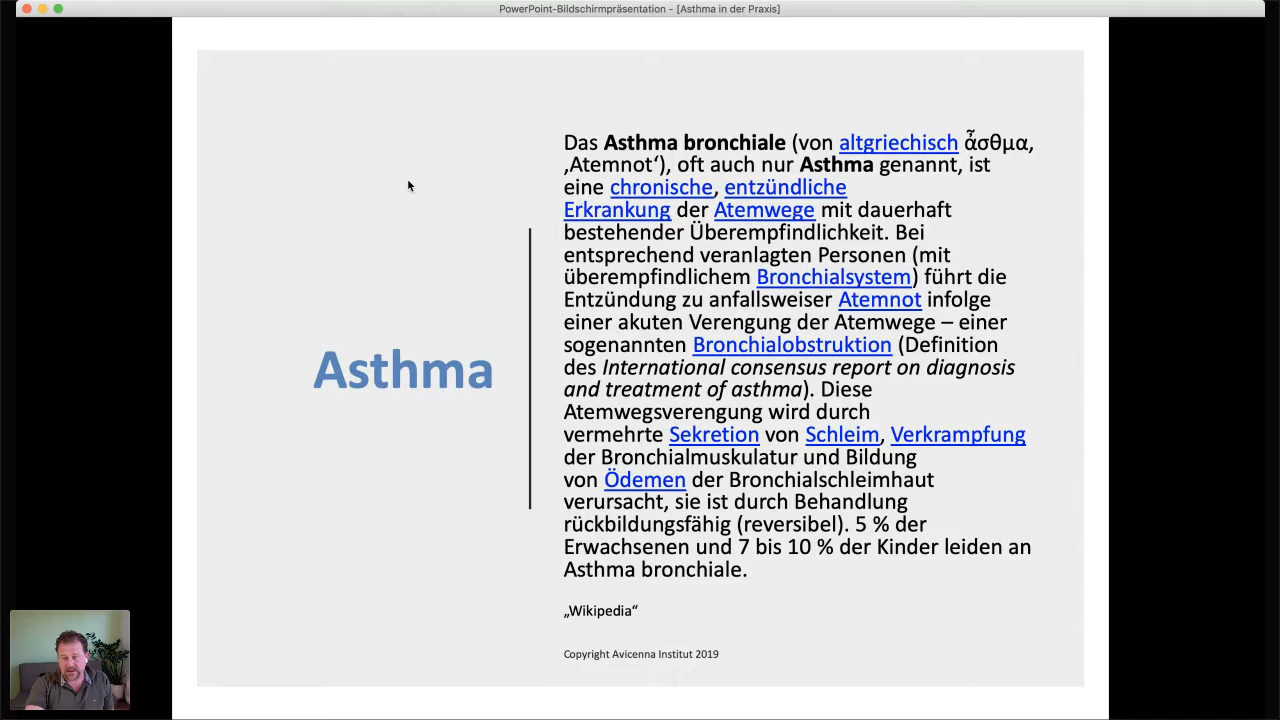 PowerPoint-Bildschirmpräsentation - [Asthma in der Praxis]
Asthma
Das Asthma bronchiale (von altgriechisch ἆσθμα,
‚Atemnot‘), oft auch nur Asthma genannt, ist
eine chronische, entzündliche
Erkrankung der Atemwege mit dauerhaft
bestehender Überempfindlichkeit. Bei
entsprechend veranlagten Personen (mit
überempfindlichem Bronchialsystem) führt die
Entzündung zu anfallsweiser Atemnot infolge
einer akuten Verengung der Atemwege – einer
sogenannten Bronchialobstruktion (Definition
des International consensus report on diagnosis
and treatment of asthma). Diese
Atemwegsverengung wird durch
vermehrte Sekretion von Schleim, Verkrampfung
der Bronchialmuskulatur und Bildung
von Ödemen der Bronchialschleimhaut
verursacht, sie ist durch Behandlung
rückbildungsfähig (reversibel). 5 % der
Erwachsenen und 7 bis 10 % der Kinder leiden an
Asthma bronchiale.
„Wikipedia“
Copyright Avicenna Institut 2019